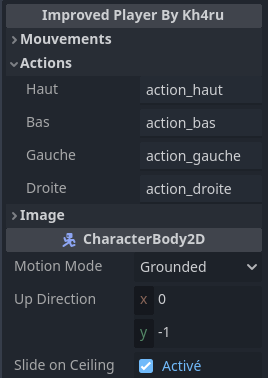 Improved Player By Kh4ru
Mouvements
Actions
Haut action_haut
Bas action_bas
Gauche action_gauche
Droite action_droite
Image
CharacterBody2D
Motion Mode Grounded
Up Direction x 0
y -1
Slide on Ceiling Activé